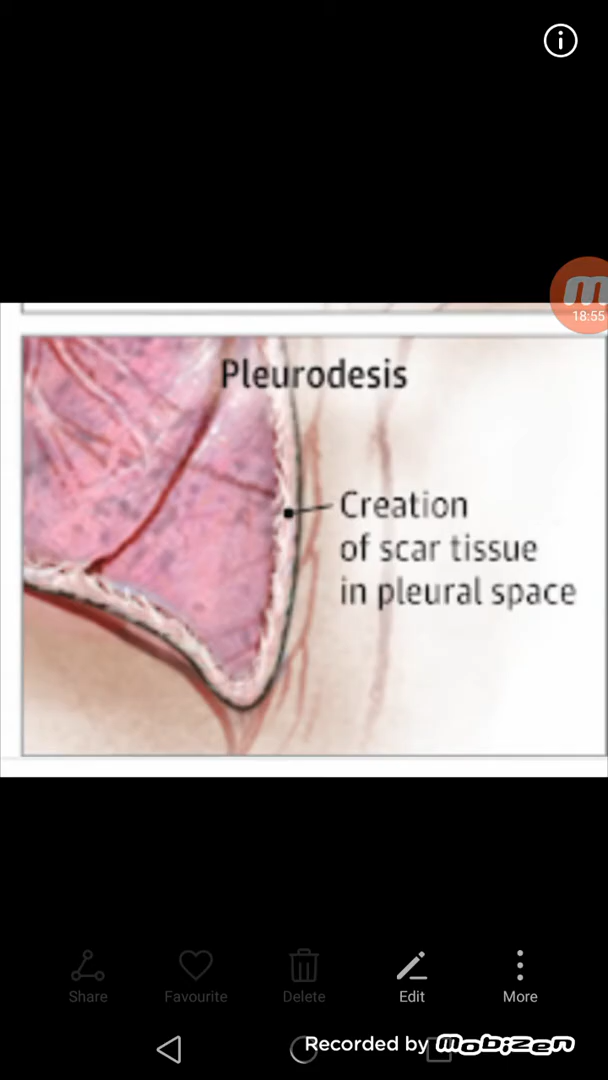 18:55
Pleurodesis
Creation
of scar tissue
in pleural space
Share Favourite Delete Edit More
Recorded by mobizen